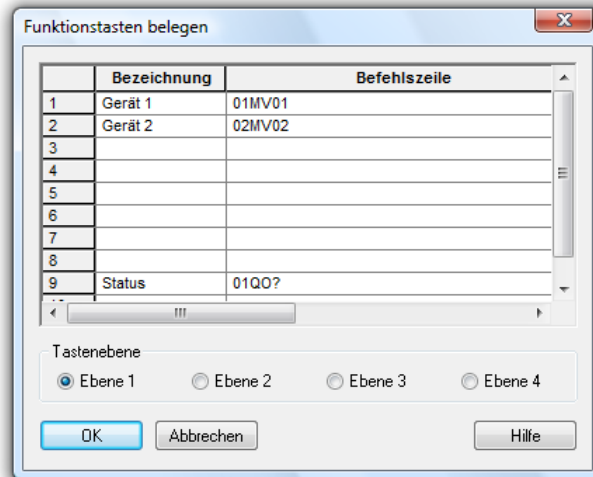 Funktionstasten belegen
Bezeichnung Befehlszeile
1 Gerät 1 01MV01
2 Gerät 2 02MV02
3
4
5
6
7
8
9 Status 01QO?
Tastenebene
Ebene 1 Ebene 2 Ebene 3 Ebene 4
OK Abbrechen Hilfe